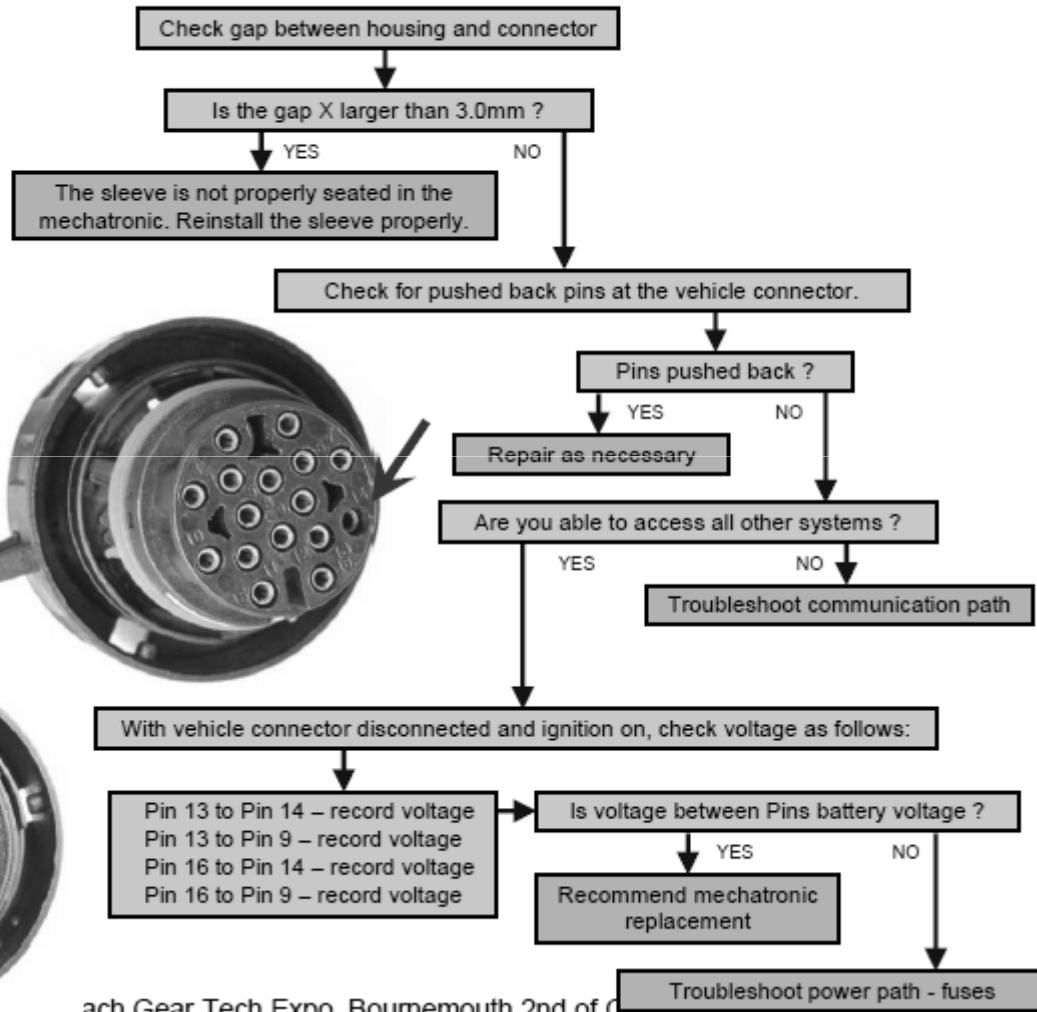 Check gap between housing and connector
Is the gap X larger than 3.0mm ?
YES
NO
The sleeve is not properly seated in the
mechatronic. Reinstall the sleeve properly.
Check for pushed back pins at the vehicle connector.
Pins pushed back ?
YES
NO
Repair as necessary
Are you able to access all other systems ?
YES
NO
Troubleshoot communication path
With vehicle connector disconnected and ignition on, check voltage as follows:
Pin 13 to Pin 14 – record voltage
Pin 13 to Pin 9 – record voltage
Pin 16 to Pin 14 – record voltage
Pin 16 to Pin 9 – record voltage
Is voltage between Pins battery voltage ?
YES
NO
Recommend mechatronic
replacement
Troubleshoot power path - fuses
ach Gear Tech Expo, Bournemouth 2nd of